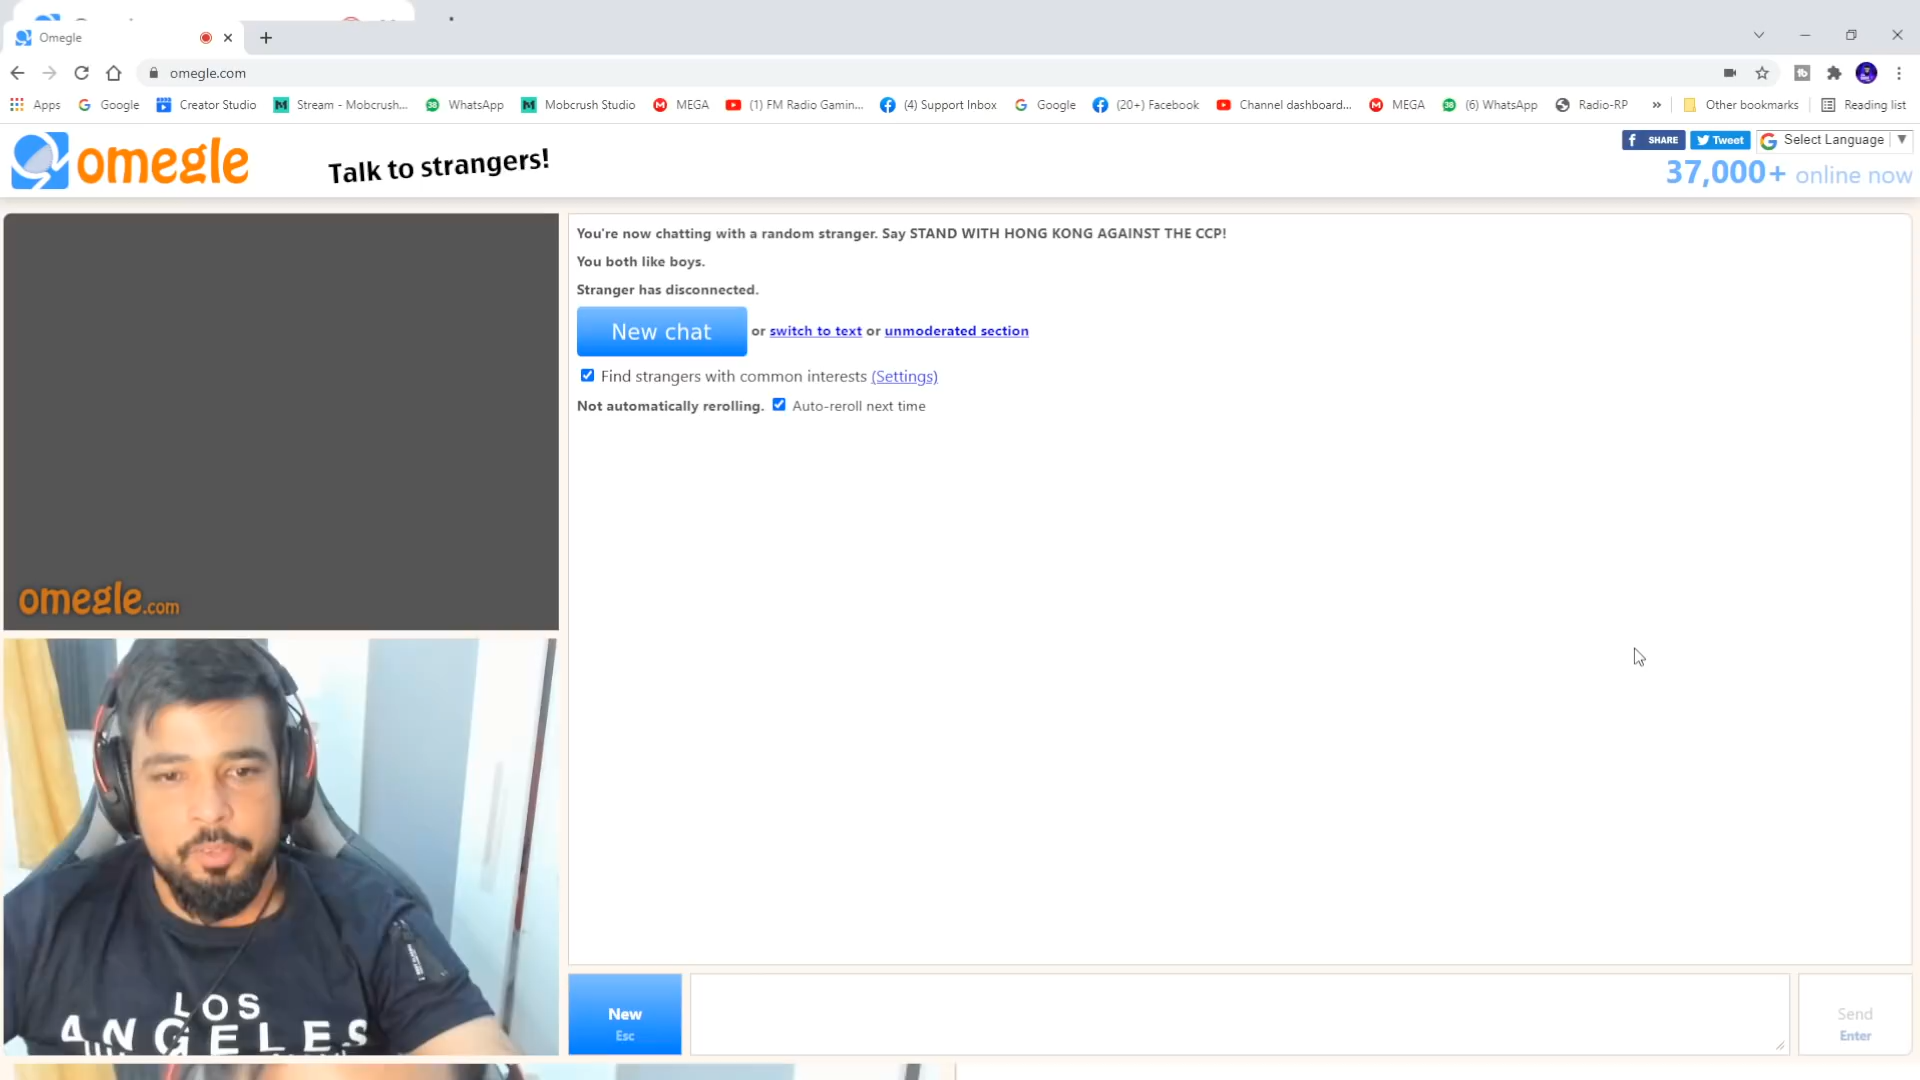 Omegle
omegle.com
Apps
Google
Creator Studio
Stream - Mobcrush...
WhatsApp
Mobcrush Studio
MEGA
(1) FM Radio Gamin...
(4) Support Inbox
Google
(20+) Facebook
Channel dashboard...
MEGA
(6) WhatsApp
Radio-RP
»
Other bookmarks
Reading list
omegle
Talk to strangers!
SHARE
Tweet
Select Language
37,000+ online now
You're now chatting with a random stranger. Say STAND WITH HONG KONG AGAINST THE CCP!
You both like boys.
Stranger has disconnected.
New chat or switch to text or unmoderated section
Find strangers with common interests (Settings)
Not automatically rerolling. Auto-reroll next time
omegle.com
LOS
ANGELES
New
Esc
Send
Enter